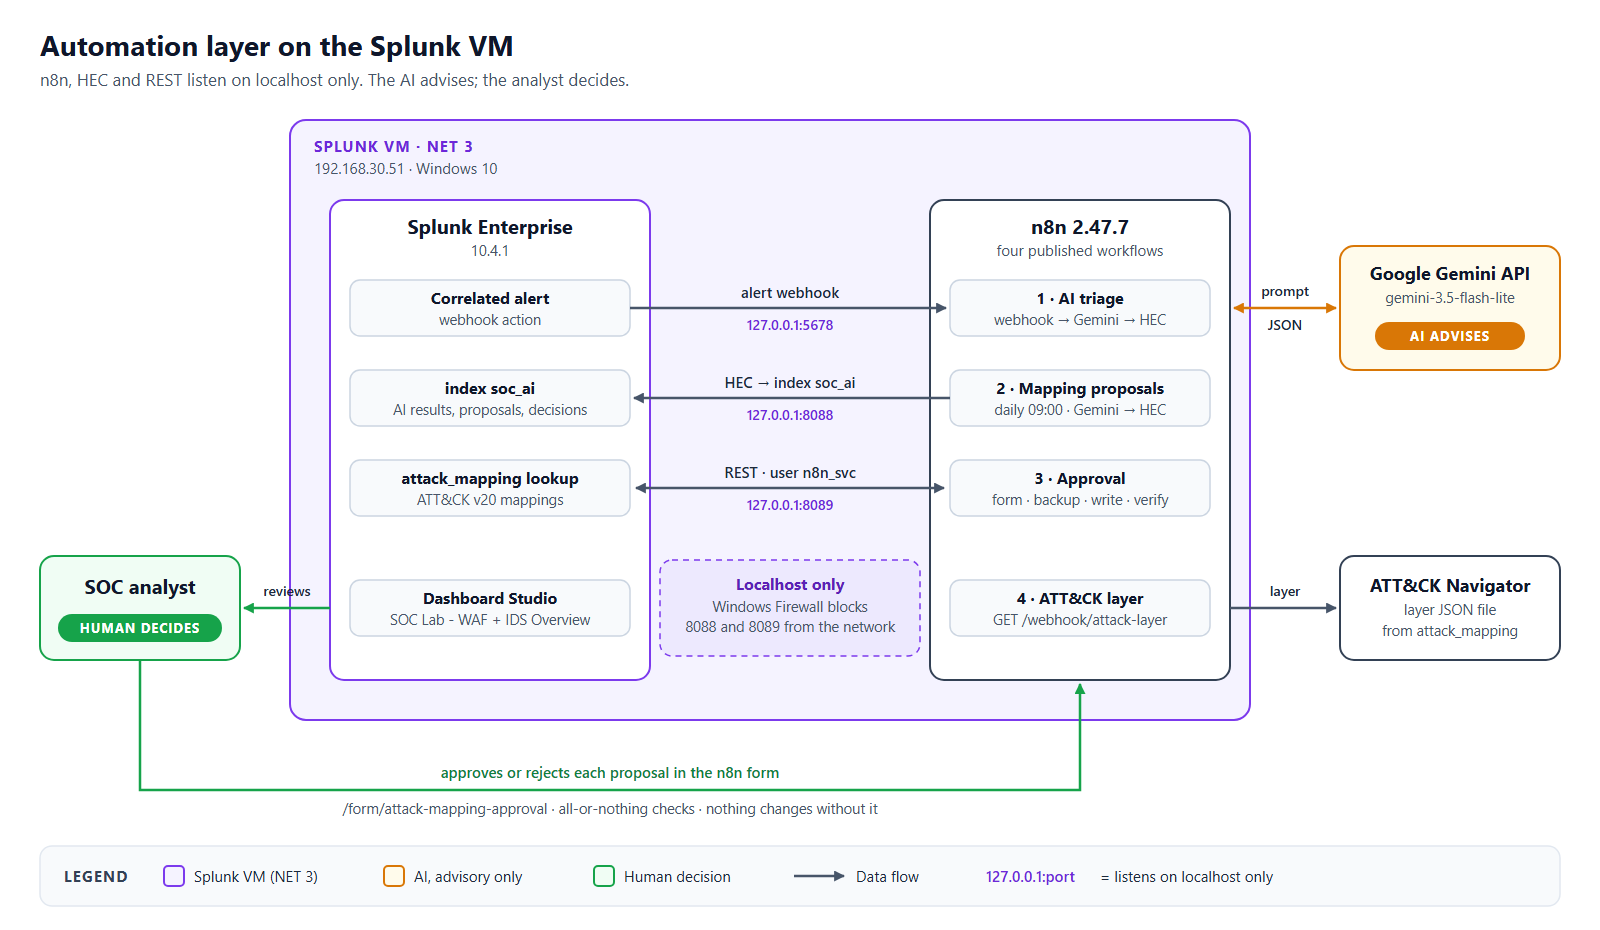 Automation layer on the Splunk VM
n8n, HEC and REST listen on localhost only. The AI advises; the analyst decides.
SPLUNK VM · NET 3
192.168.30.51 · Windows 10
Splunk Enterprise
10.4.1
Correlated alert
webhook action
index soc_ai
AI results, proposals, decisions
attack_mapping lookup
ATT&CK v20 mappings
Dashboard Studio
SOC Lab - WAF + IDS Overview
alert webhook
127.0.0.1:5678
HEC → index soc_ai
127.0.0.1:8088
REST · user n8n_svc
127.0.0.1:8089
Localhost only
Windows Firewall blocks
8088 and 8089 from the network
n8n 2.47.7
four published workflows
1 · AI triage
webhook → Gemini → HEC
2 · Mapping proposals
daily 09:00 · Gemini → HEC
3 · Approval
form · backup · write · verify
4 · ATT&CK layer
GET /webhook/attack-layer
prompt
JSON
Google Gemini API
gemini-3.5-flash-lite
AI ADVISES
layer
ATT&CK Navigator
layer JSON file
from attack_mapping
SOC analyst
HUMAN DECIDES
reviews
approves or rejects each proposal in the n8n form
/form/attack-mapping-approval · all-or-nothing checks · nothing changes without it
LEGEND
Splunk VM (NET 3)
AI, advisory only
Human decision
Data flow
127.0.0.1:port = listens on localhost only